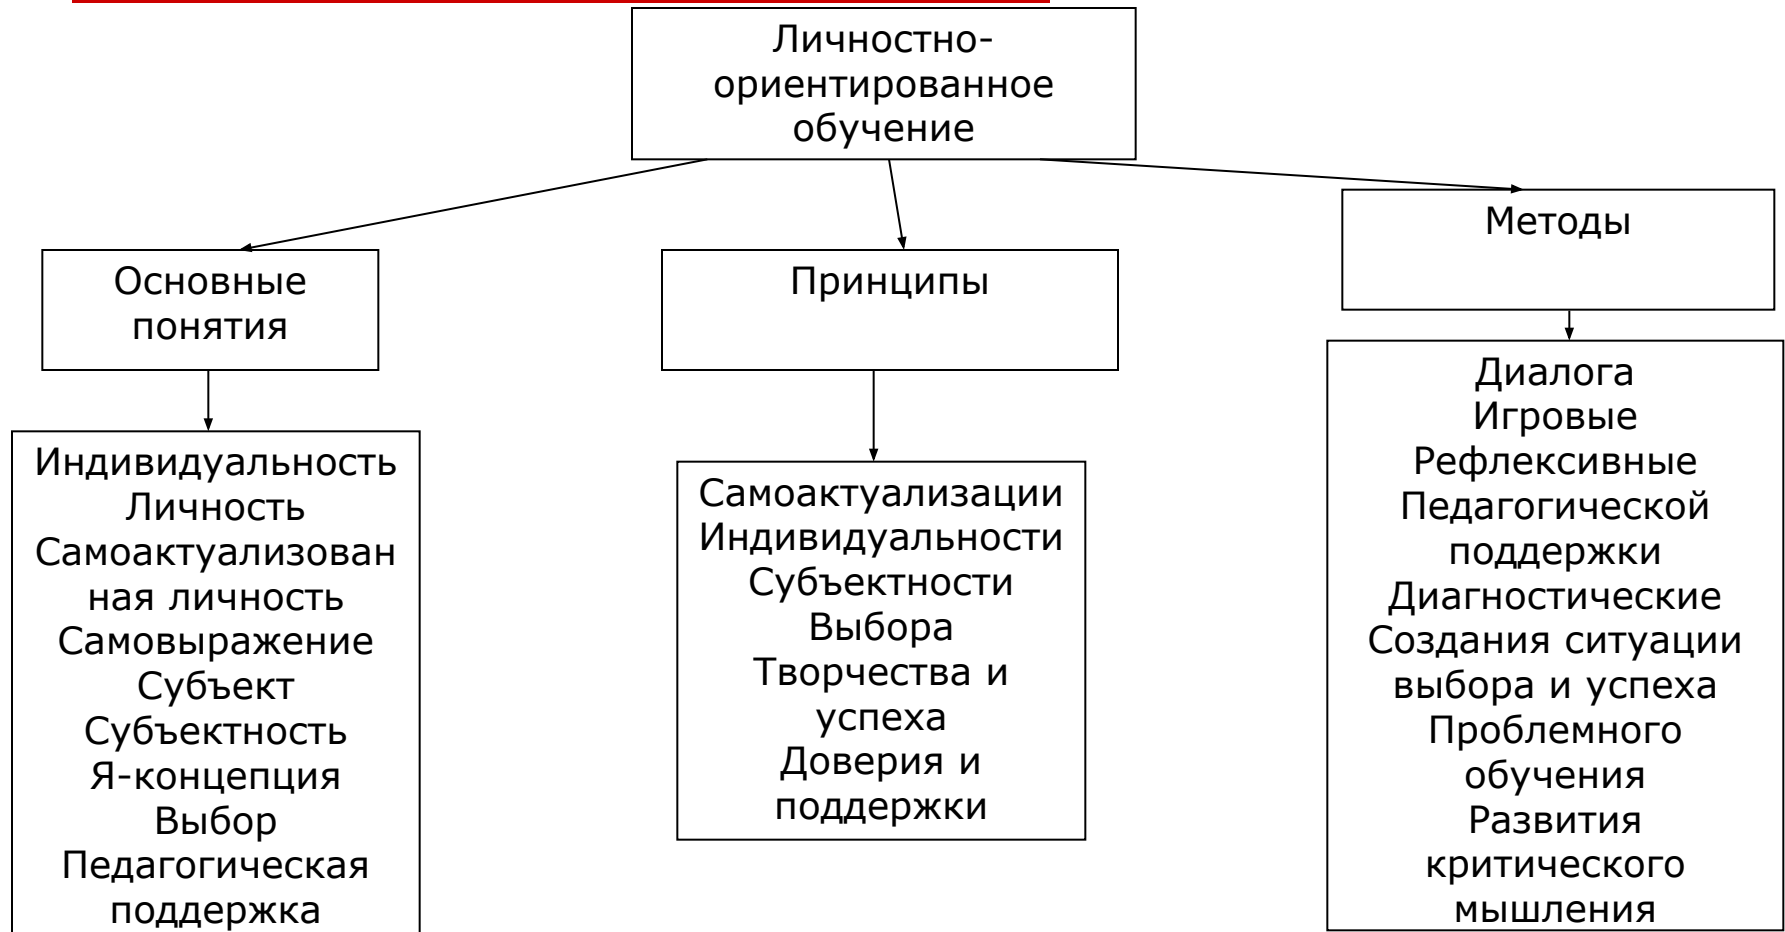 Личностно-
ориентированное
обучение
Основные
понятия
Индивидуальность
Личность
Самоактуализован
ная личность
Самовыражение
Субъект
Субъектность
Я-концепция
Выбор
Педагогическая
поддержка
Принципы
Самоактуализации
Индивидуальности
Субъектности
Выбора
Творчества и
успеха
Доверия и
поддержки
Методы
Диалога
Игровые
Рефлексивные
Педагогической
поддержки
Диагностические
Создания ситуации
выбора и успеха
Проблемного
обучения
Развития
критического
мышления